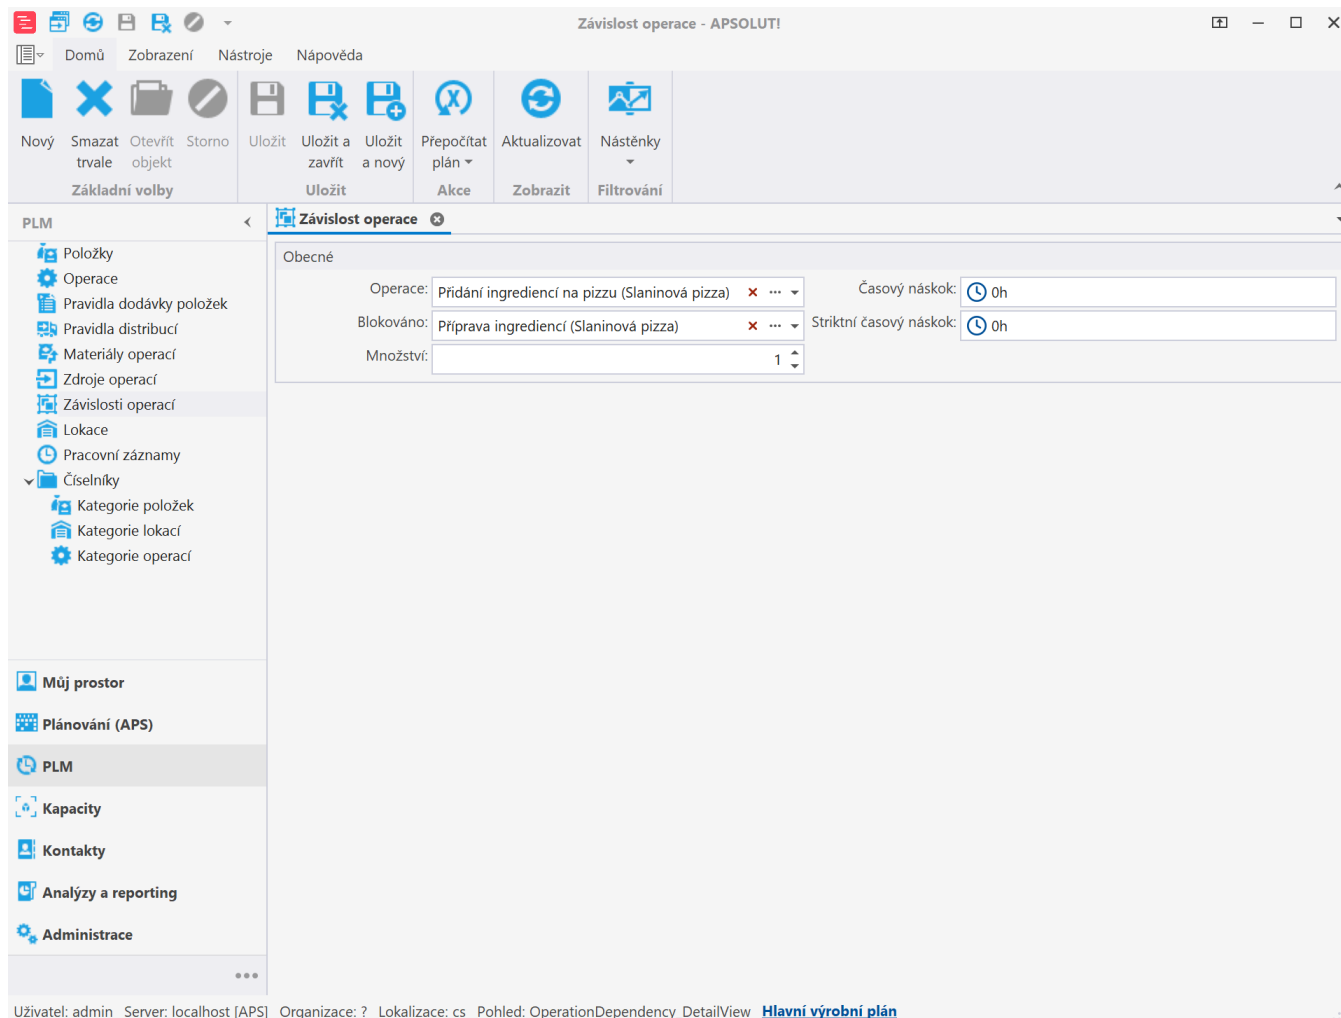 Závislost operace - APSOLUT!
Domů Zobrazení Nástroje Nápověda
Nový Smazat trvale Otevřít objekt Storno Uložit Uložit a zavřít Uložit a nový Přepočítat plán Aktualizovat Nástěnky
Základní volby Uložit Akce Zobrazit Filtrování
PLM
Položky
Operace
Pravidla dodávky položek
Pravidla distribucí
Materiály operací
Zdroje operací
Závislosti operací
Lokace
Pracovní záznamy
Číselníky
Kategorie položek
Kategorie lokací
Kategorie operací
Můj prostor
Plánování (APS)
PLM
Kapacity
Kontakty
Analýzy a reporting
Administrace
Závislost operace
Obecné
Operace: Přidání ingrediencí na pizzu (Slaninová pizza) Časový náskok: 0h
Blokováno: Příprava ingrediencí (Slaninová pizza) Striktní časový náskok: 0h
Množství: 1
Uživatel: admin Server: localhost [APS] Organizace: ? Lokalizace: cs Pohled: OperationDependency_DetailView Hlavní výrobní plán